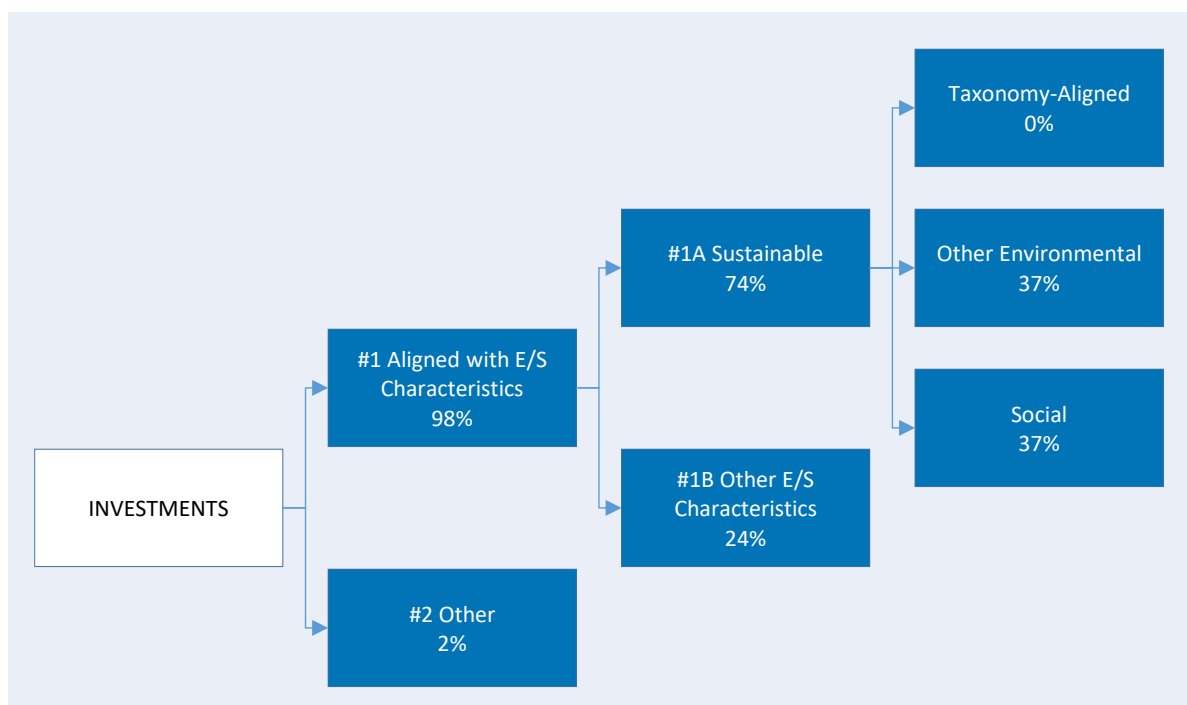 INVESTMENTS
#1 Aligned with E/S
Characteristics
98%
#2 Other
2%
#1A Sustainable
74%
#1B Other E/S
Characteristics
24%
Taxonomy-Aligned
0%
Other Environmental
37%
Social
37%